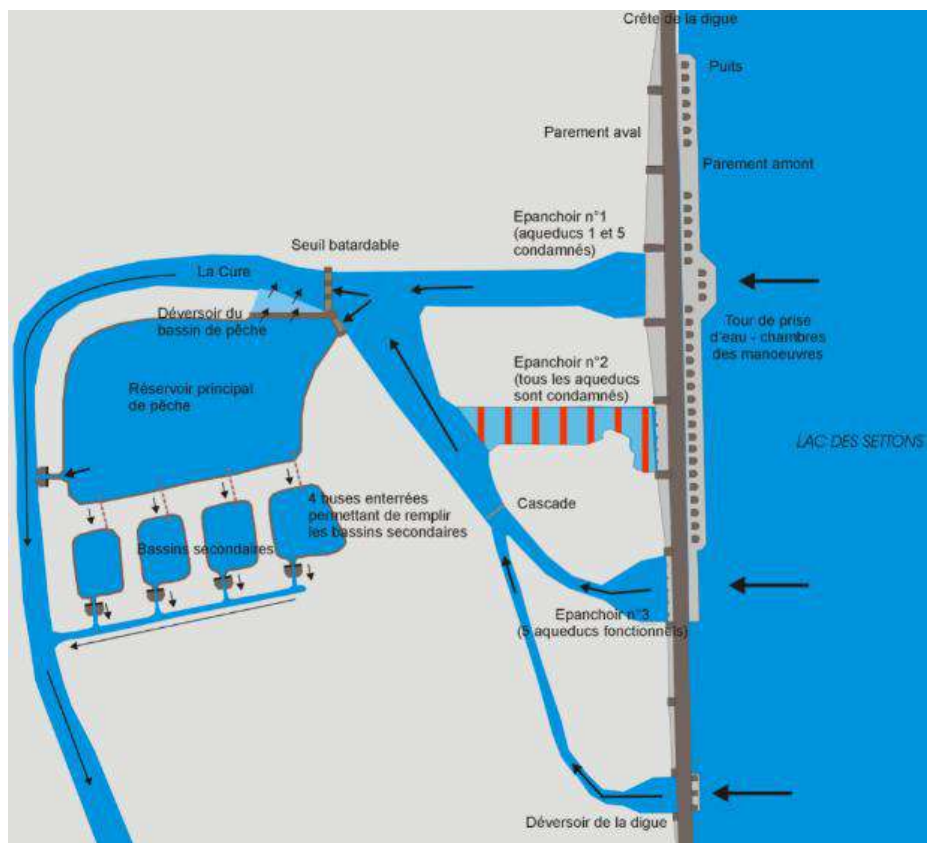 Crête de la digue
Puits
Parement aval
Parement amont
Epanchoir n°1
(aqueducs 1 et 5
condamnés)
Seuil batardable
La Cure
Déversoir du
bassin de pêche
Tour de prise
d'eau - chambres
des manoeuvres
Epanchoir n°2
(tous les aqueducs
sont condamnés)
Réservoir principal
de pêche
LAC DES SETTONS
4 buses enterrées
permettant de remplir
les bassins secondaires
Cascade
Bassins secondaires
Epanchoir n°3
(5 aqueducs fonctionnels)
Déversoir de la digue